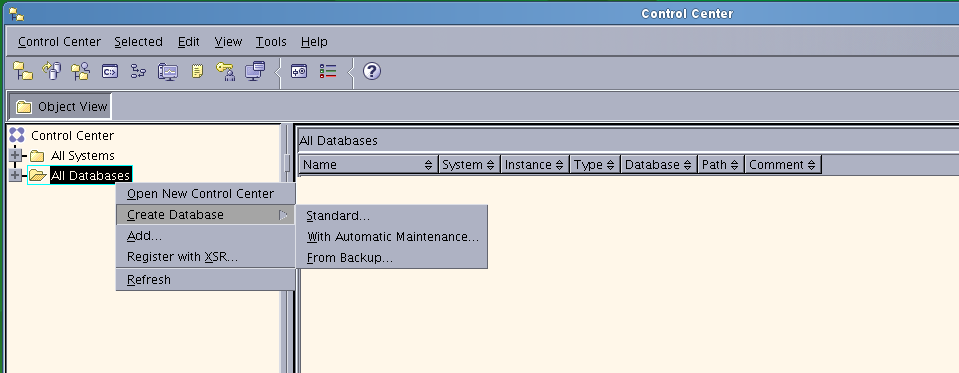 Control Center
Control Center Selected Edit View Tools Help
Object View
Control Center
All Systems
All Databases
Open New Control Center
Create Database
Add...
Register with XSR...
Refresh
Standard...
With Automatic Maintenance...
From Backup...
All Databases
Name System Instance Type Database Path Comment